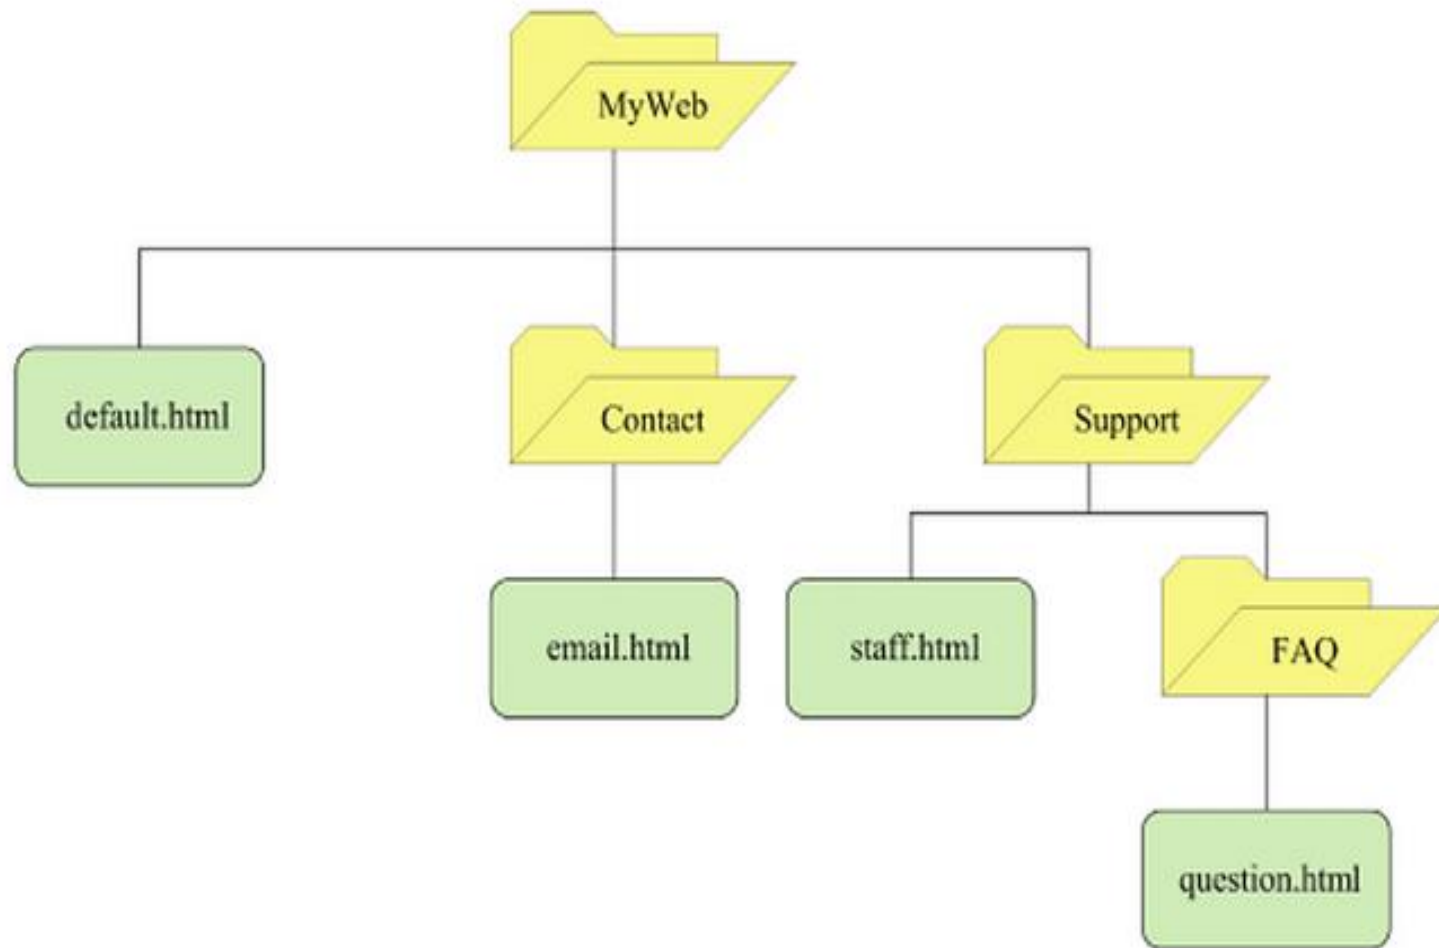 MyWeb
default.html
Contact
Support
email.html
staff.html
FAQ
question.html